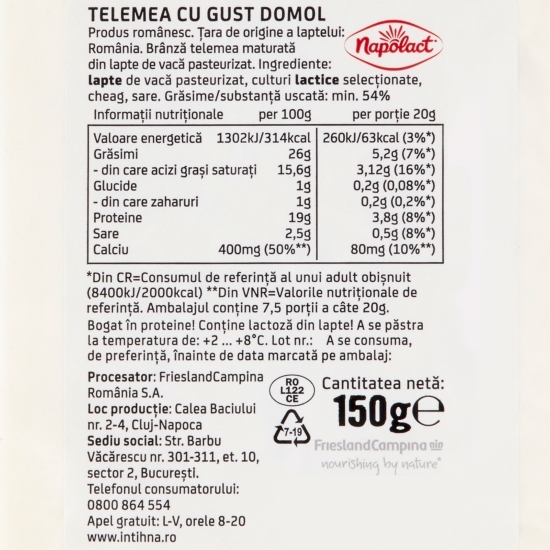 TELEMEA CU GUST DOMOL
Produs românesc. Țara de origine a laptelui:
România. Brânză telemea maturată
din lapte de vacă pasteurizat. Ingrediente:
lapte de vacă pasteurizat, culturi lactice selecționate,
cheag, sare. Grăsime/substanță uscată: min. 54%
Napolact
Informații nutriționale per 100g per porție 20g
Valoare energetică 1302kJ/314kcal 260kJ/63kcal (3%*)
Grăsimi 26g 5,2g (7%*)
- din care acizi grași saturați 15,6g 3,12g (16%*)
Glucide 1g 0,2g (0,08%*)
- din care zaharuri 1g 0,2g (0,2%*)
Proteine 19g 3,8g (8%*)
Sare 2,5g 0,5g (8%*)
Calciu 400mg (50%**) 80mg (10%**)
*Din CR=Consumul de referință al unui adult obișnuit
(8400kJ/2000kcal) **Din VNR=Valorile nutriționale de
referință. Ambalajul conține 7,5 porții a câte 20g.
Bogat în proteine! Conține lactoză din lapte! A se păstra
la temperatura de: +2 ... +8°C. Lot nr.: A se consuma,
de preferință, înainte de data marcată pe ambalaj:
Procesator: FrieslandCampina
România S.A.
Loc producție: Calea Baciului
nr. 2-4, Cluj-Napoca
Sediu social: Str. Barbu
Văcărescu nr. 301-311, et. 10,
sector 2, București.
Telefonul consumatorului:
0800 864 554
Apel gratuit: L-V, orele 8-20
www.intihna.ro
RO
L122
CE
7-19
Cantitatea netă:
150g℮
FrieslandCampina
nourishing by nature